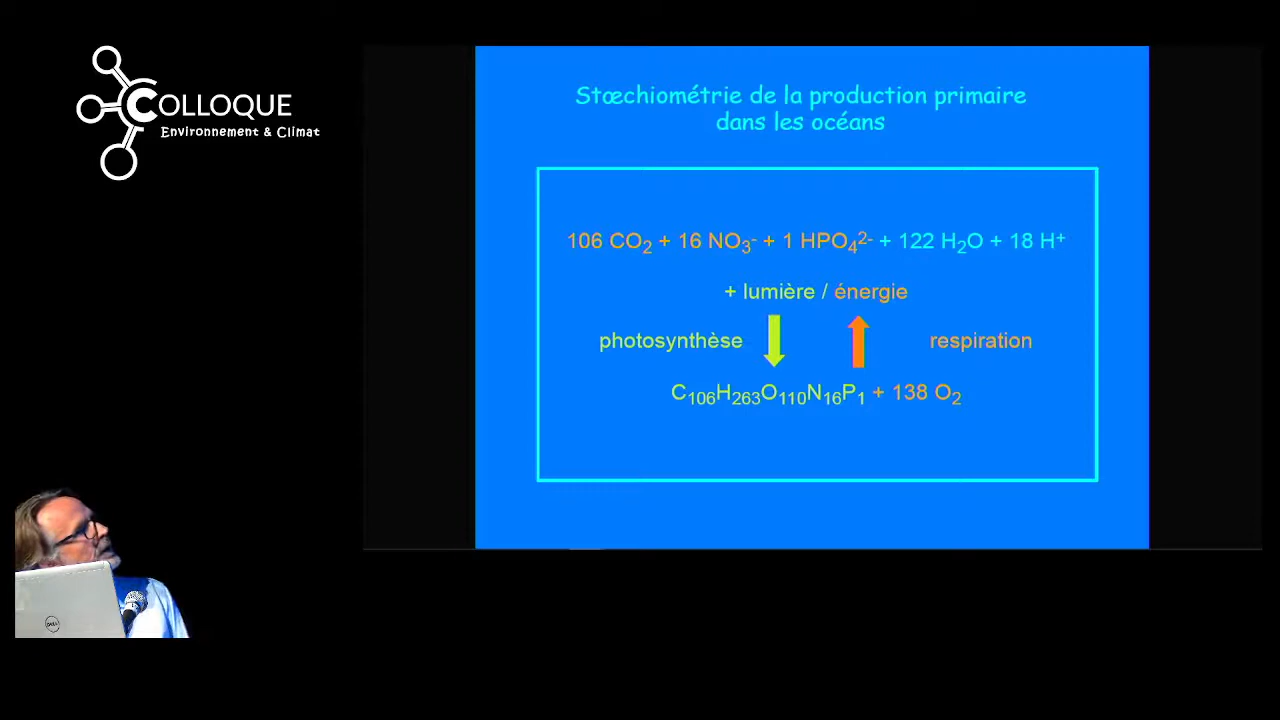 COLLOQUE
Environnement & Climat
Stœchiométrie de la production primaire
dans les océans
106 CO₂ + 16 NO₃⁻ + 1 HPO₄²⁻ + 122 H₂O + 18 H⁺
+ lumière / énergie
photosynthèse
respiration
C₁₀₆H₂₆₃O₁₁₀N₁₆P₁ + 138 O₂
DELL